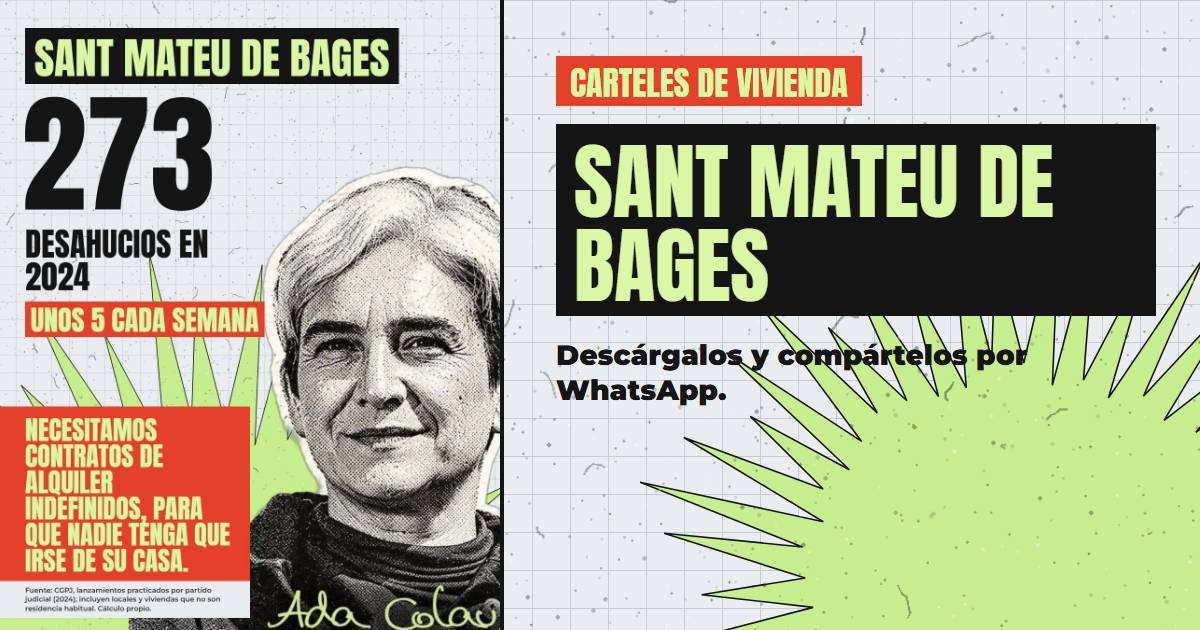 SANT MATEU DE BAGES
273
DESAHUCIOS EN
2024
UNOS 5 CADA SEMANA
NECESITAMOS
CONTRATOS DE
ALQUILER
INDEFINIDOS, PARA
QUE NADIE TENGA QUE
IRSE DE SU CASA.
Fuente: CGPJ, lanzamientos practicados por partido
judicial (2024); incluyen locales y viviendas que no son
residencia habitual. Cálculo propio.
Ada Colau
CARTELES DE VIVIENDA
SANT MATEU DE
BAGES
Descárgalos y compártelos por
WhatsApp.